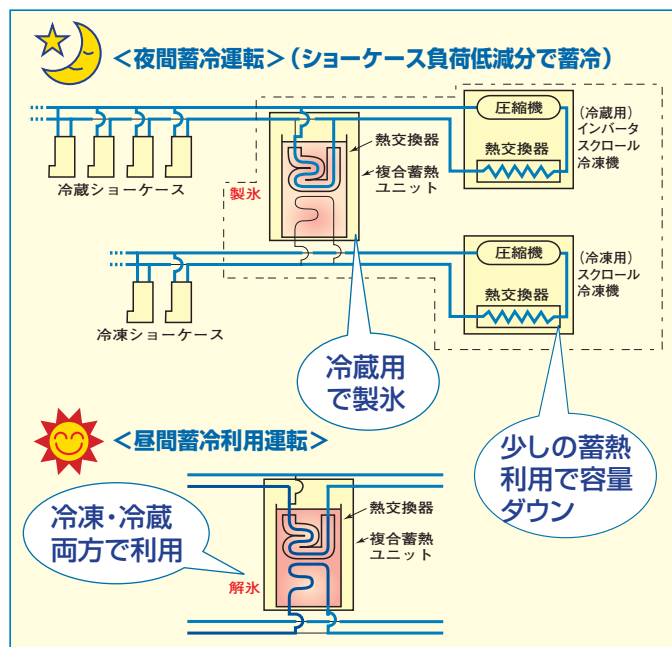 <夜間蓄冷運転>(ショーケース負荷低減分で蓄冷)
圧縮機
熱交換器
(冷蔵用)
インバータ
スクロール
冷凍機
熱交換器
複合蓄熱
ユニット
製氷
冷蔵ショーケース
圧縮機
熱交換器
(冷凍用)
スクロール
冷凍機
冷凍ショーケース
冷蔵用
で製氷
少しの蓄熱
利用で容量
ダウン
<昼間蓄冷利用運転>
冷凍・冷蔵
両方で利用
熱交換器
複合蓄熱
ユニット
解氷